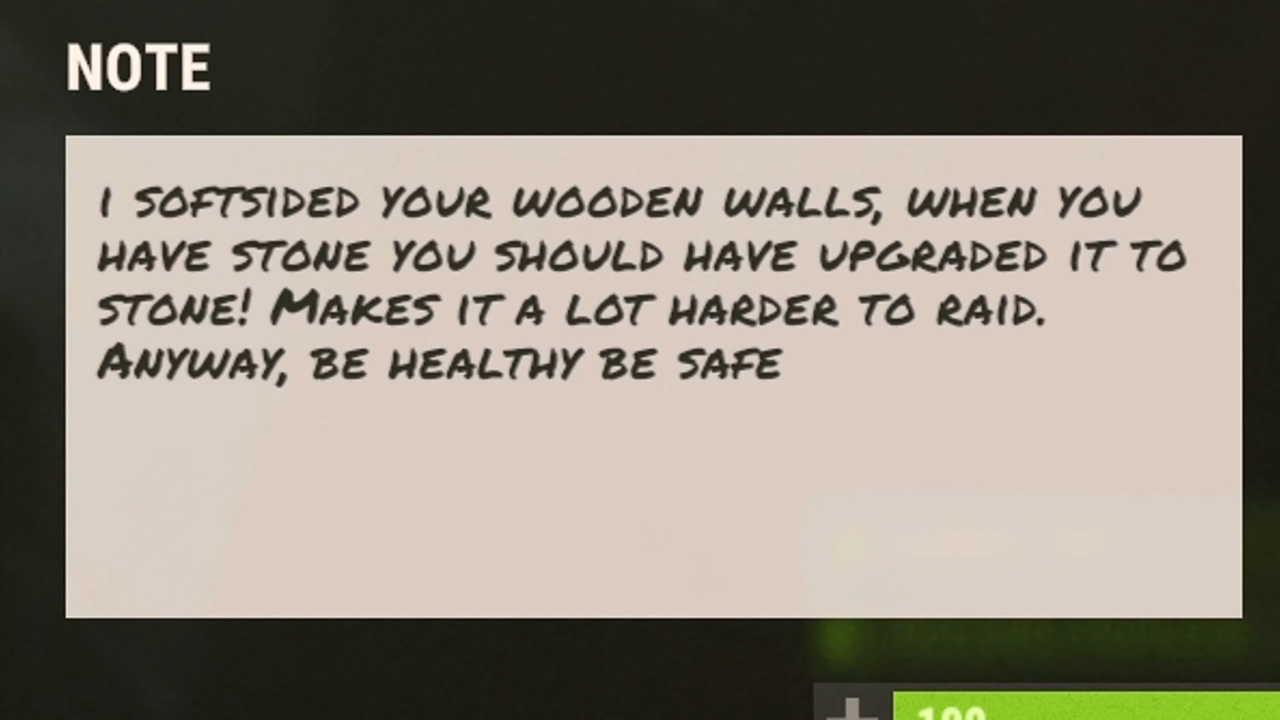 NOTE
I SOFTSIDED YOUR WOODEN WALLS, WHEN YOU
HAVE STONE YOU SHOULD HAVE UPGRADED IT TO
STONE! MAKES IT A LOT HARDER TO RAID.
ANYWAY, BE HEALTHY BE SAFE
100